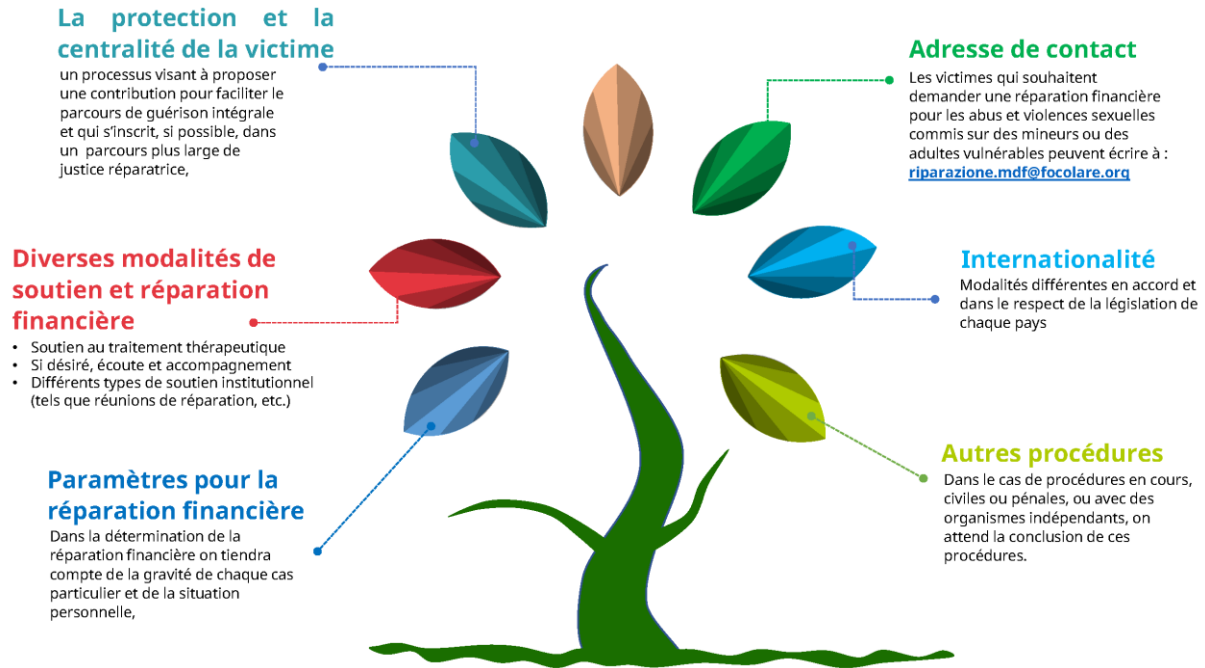 La protection et la
centralité de la victime
un processus visant à proposer
une contribution pour faciliter le
parcours de guérison intégrale
et qui s’inscrit, si possible, dans
un parcours plus large de
justice réparatrice,
Diverses modalités de
soutien et réparation
financière
• Soutien au traitement thérapeutique
• Si désiré, écoute et accompagnement
• Différents types de soutien institutionnel
(tels que réunions de réparation, etc.)
Paramètres pour la
réparation financière
Dans la détermination de la
réparation financière on tiendra
compte de la gravité de chaque cas
particulier et de la situation
personnelle,
Adresse de contact
Les victimes qui souhaitent
demander une réparation financière
pour les abus et violences sexuelles
commis sur des mineurs ou des
adultes vulnérables peuvent écrire à :
riparazione.mdf@focolare.org
Internationalité
Modalités différentes en accord et
dans le respect de la législation de
chaque pays
Autres procédures
Dans le cas de procédures en cours,
civiles ou pénales, ou avec des
organismes indépendants, on
attend la conclusion de ces
procédures.